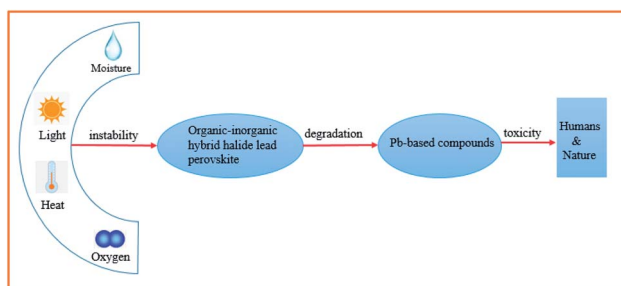 Moisture
Light
Heat
Oxygen
instability
Organic-inorganic
hybrid halide lead
perovskite
degradation
Pb-based compounds
toxicity
Humans
&
Nature